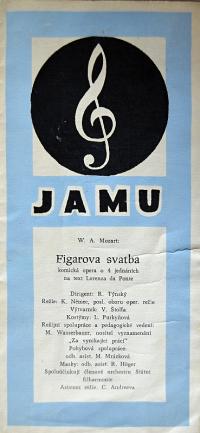 JAMU
W. A. Mozart:
Figarova svatba
komická opera o 4 jednáních
na text Lorenza da Ponte
Dirigent: R. Týnský
Režie: K. Němec, posl. oboru oper. režie
Výtvarník: V. Štolfa
Kostýmy: L. Purkyňová
Režijní spolupráce a pedagogické vedení:
M. Wasserbauer, nositel vyznamenání
"Za vynikající práci"
Pohybová spolupráce:
odb. asist. M. Mrázková
Masky: odb. asist. R. Höger
Spoluúčinkují členové orchestru Státní
filharmonie
Asistent režie: C. Andreeva